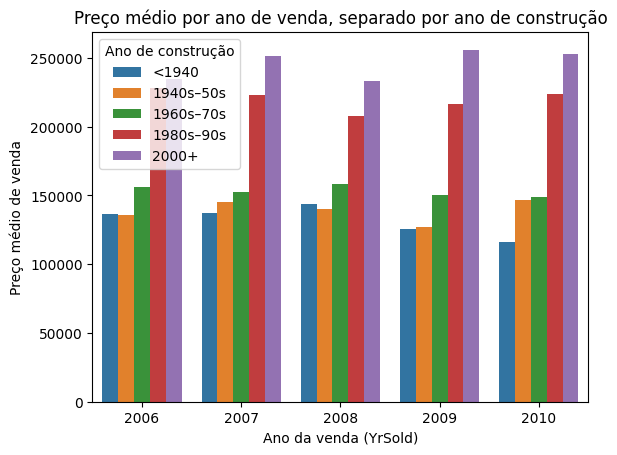 Preço médio por ano de venda, separado por ano de construção
Preço médio de venda
250000
200000
150000
100000
50000
0
Ano de construção
<1940
1940s–50s
1960s–70s
1980s–90s
2000+
2006 2007 2008 2009 2010
Ano da venda (YrSold)